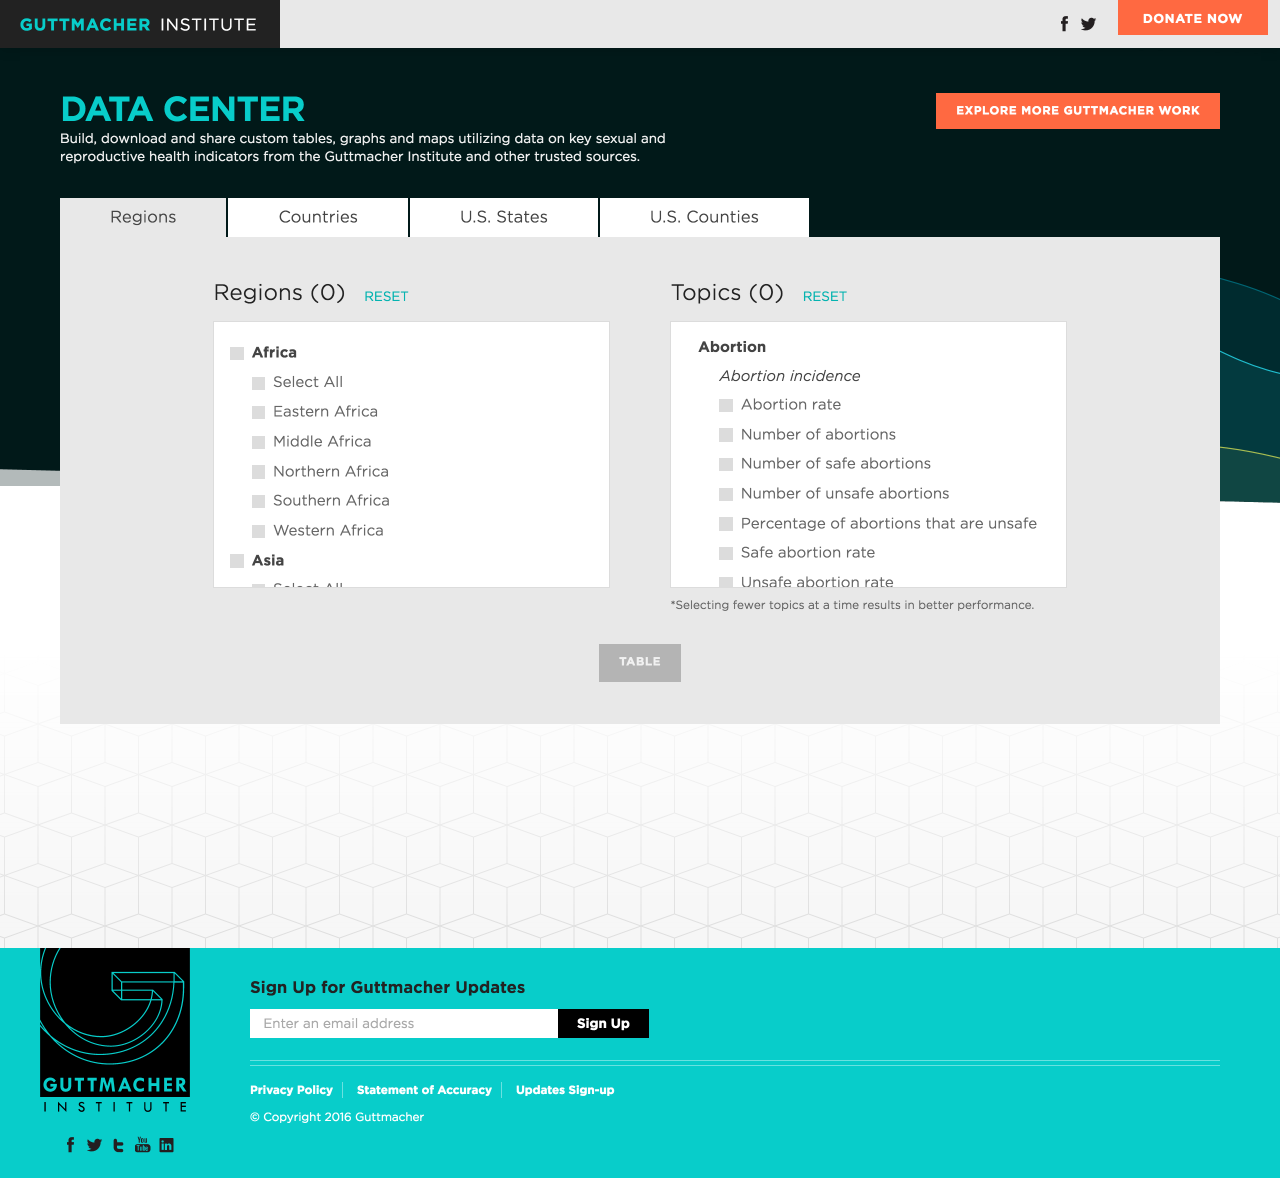 GUTTMACHER INSTITUTE
DONATE NOW
DATA CENTER
EXPLORE MORE GUTTMACHER WORK
Build, download and share custom tables, graphs and maps utilizing data on key sexual and
reproductive health indicators from the Guttmacher Institute and other trusted sources.
Regions
Countries
U.S. States
U.S. Counties
Regions (0) RESET
Africa
Select All
Eastern Africa
Middle Africa
Northern Africa
Southern Africa
Western Africa
Asia
Select All
Topics (0) RESET
Abortion
Abortion incidence
Abortion rate
Number of abortions
Number of safe abortions
Number of unsafe abortions
Percentage of abortions that are unsafe
Safe abortion rate
Unsafe abortion rate
*Selecting fewer topics at a time results in better performance.
TABLE
GUTTMACHER
INSTITUTE
Sign Up for Guttmacher Updates
Enter an email address
Sign Up
Privacy Policy
Statement of Accuracy
Updates Sign-up
© Copyright 2016 Guttmacher
You
Tube
in